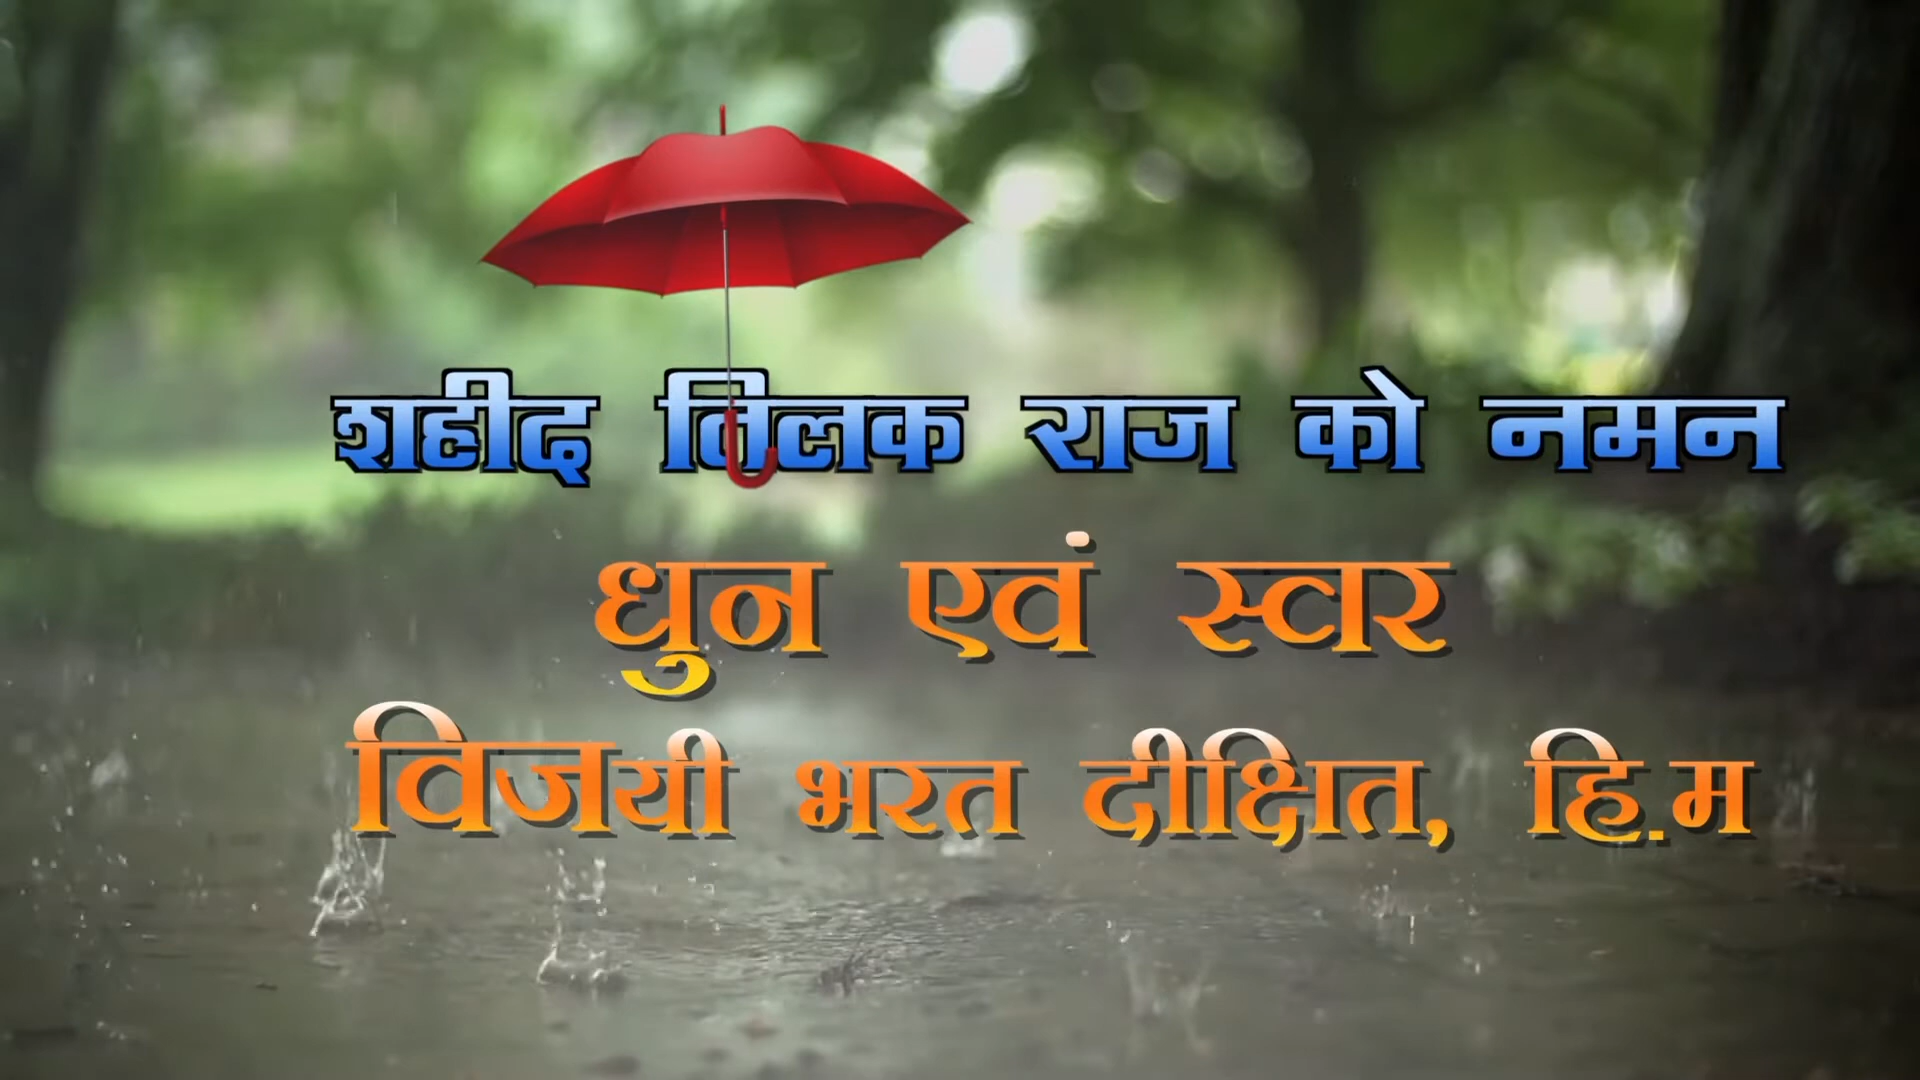 शहीद तिलक राज को नमन
धुन एवं स्वर
विजयी भरत दीक्षित, हि.म